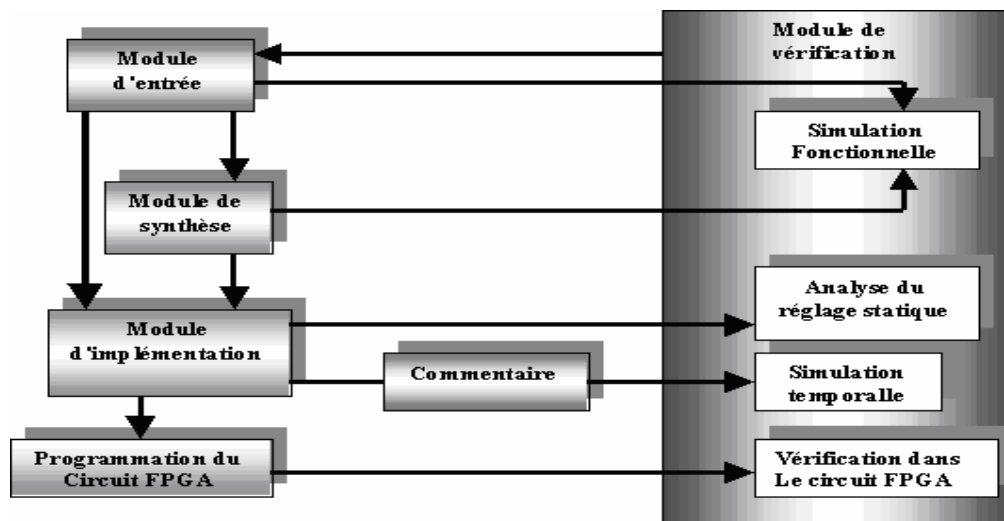 Module
d'entrée
Module de
vérification
Simulation
Fonctionnelle
Module de
synthèse
Analyse du
réglage statique
Module
d'implémentation
Commentaire
Simulation
temporalle
Programmation du
Circuit FPGA
Vérification dans
Le circuit FPGA